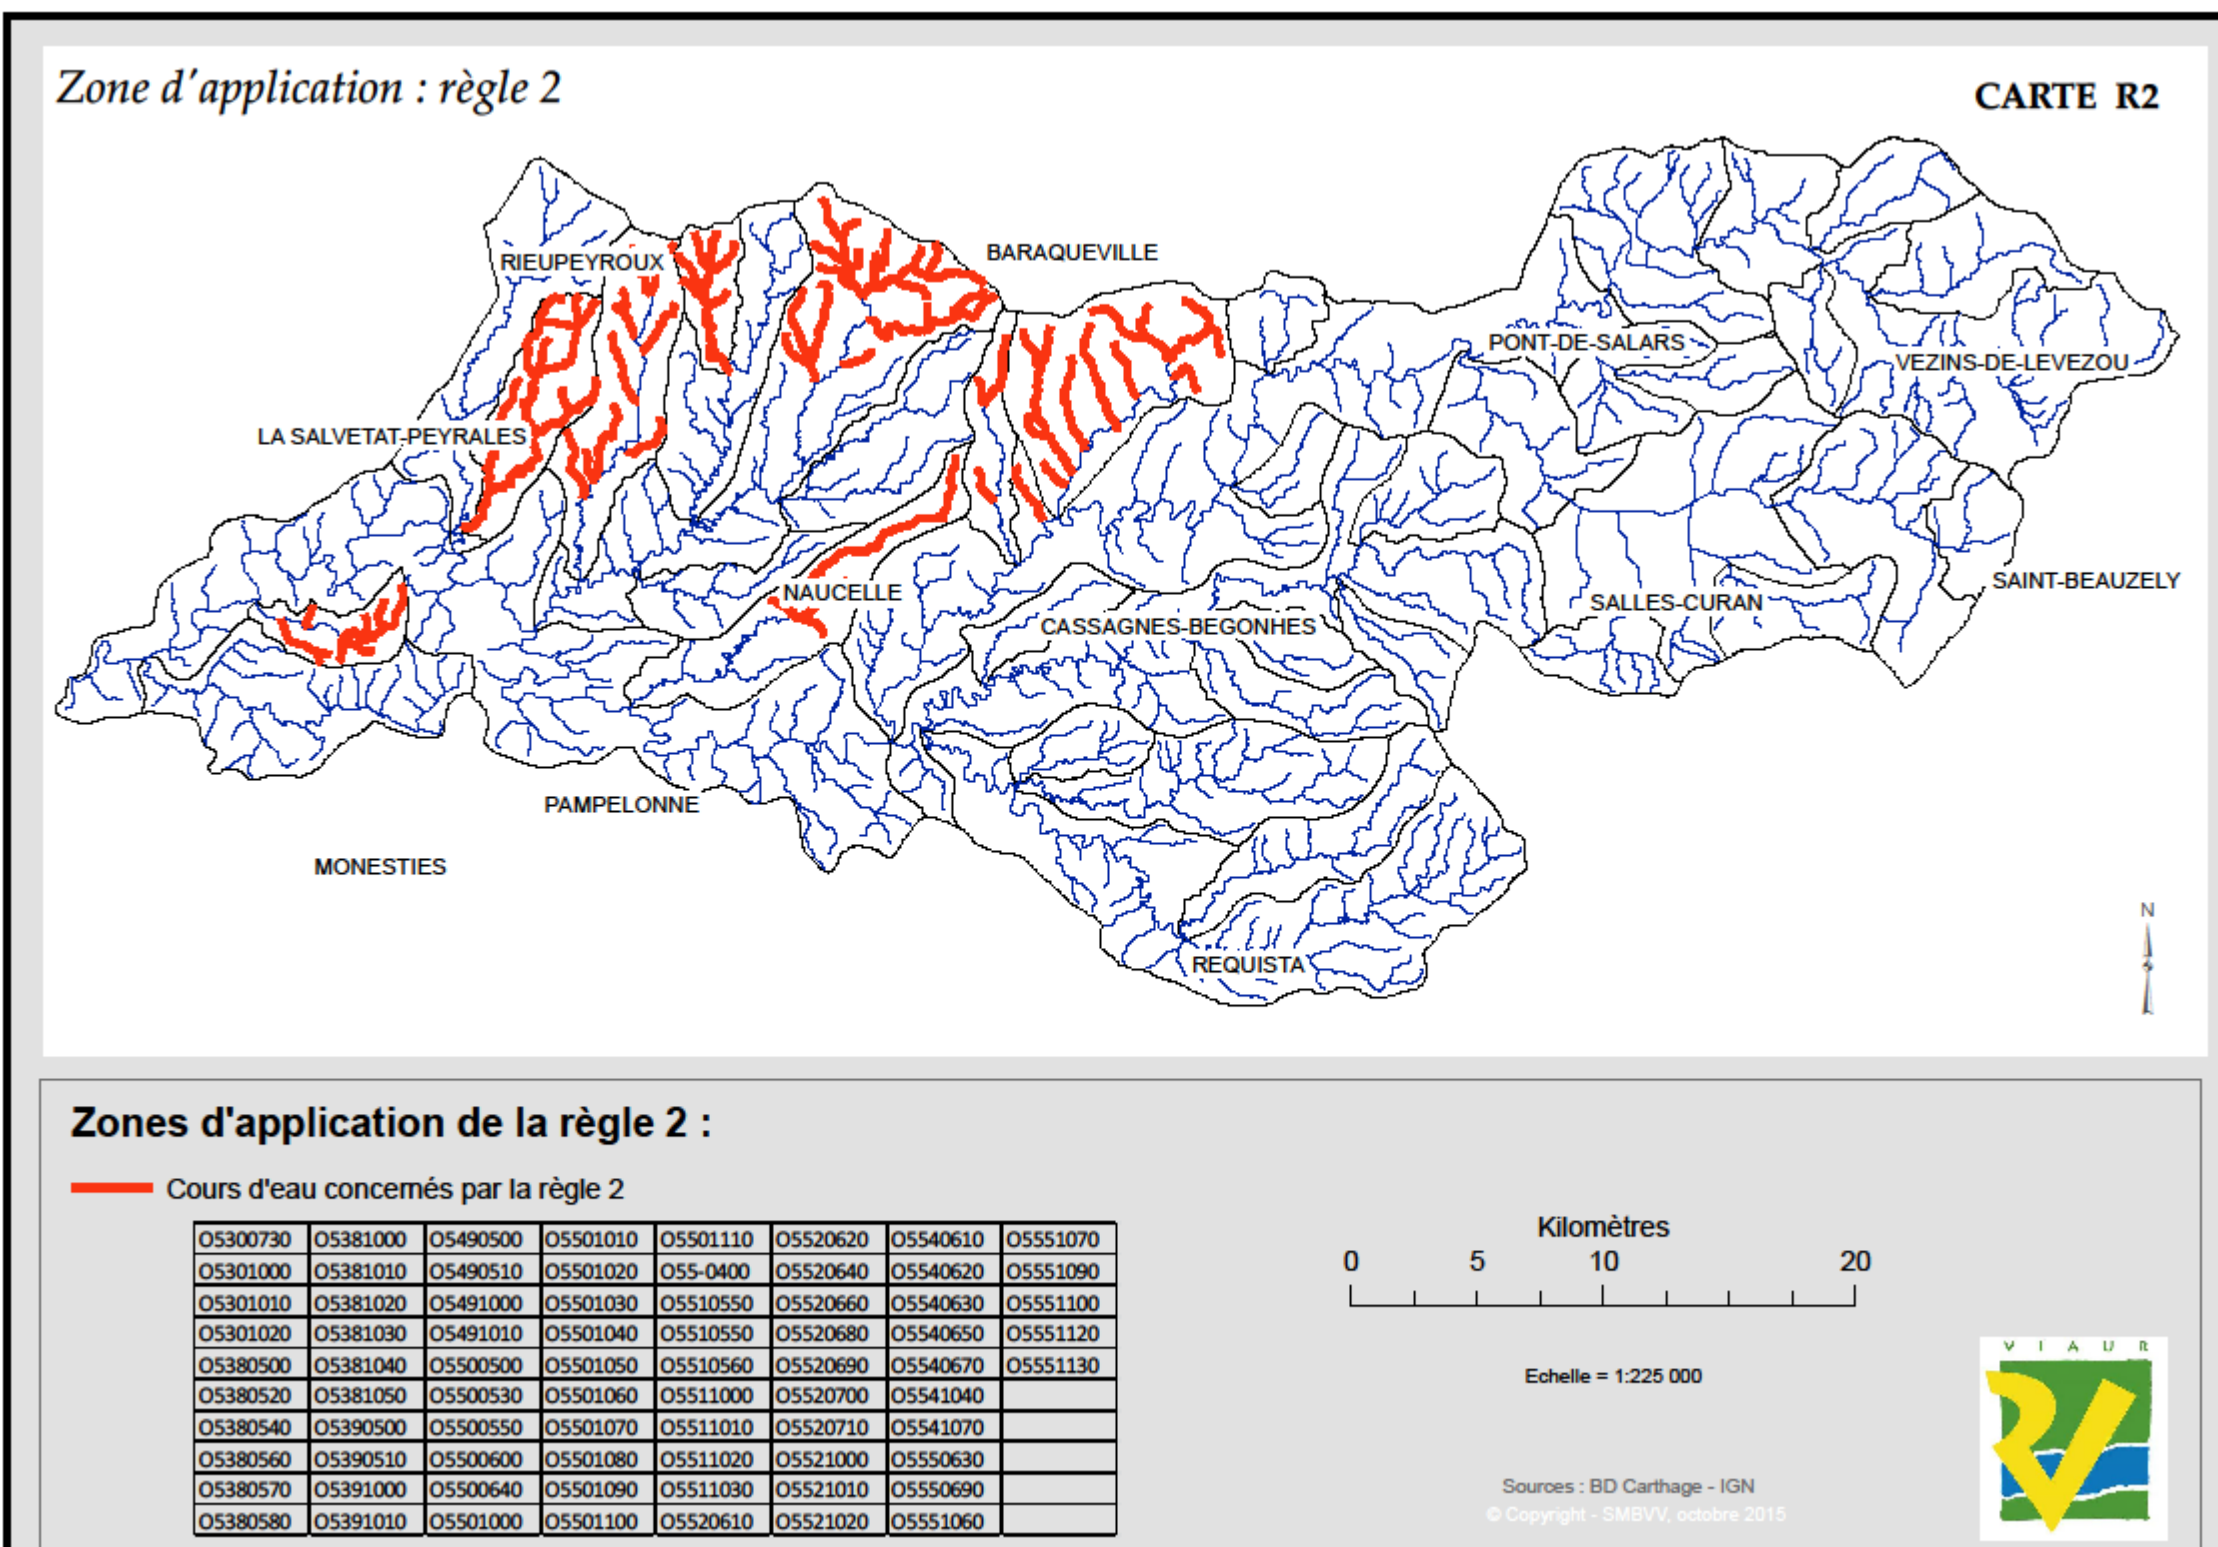 Zone d'application : règle 2
CARTE R2
RIEUPEYROUX
BARAQUEVILLE
PONT-DE-SALARS
VEZINS-DE-LEVEZOU
LA SALVETAT-PEYRALES
NAUCELLE
SAINT-BEAUZELY
SALLES-CURAN
CASSAGNES-BEGONHES
PAMPELONNE
MONESTIES
REQUISTA
N
Zones d'application de la règle 2 :
Cours d'eau concernés par la règle 2
O5300730 O5381000 O5490500 O5501010 O5501110 O5520620 O5540610 O5551070
O5301000 O5381010 O5490510 O5501020 O55-0400 O5520640 O5540620 O5551090
O5301010 O5381020 O5491000 O5501030 O5510550 O5520660 O5540630 O5551100
O5301020 O5381030 O5491010 O5501040 O5510550 O5520680 O5540650 O5551120
O5380500 O5381040 O5500500 O5501050 O5510560 O5520690 O5540670 O5551130
O5380520 O5381050 O5500530 O5501060 O5511000 O5520700 O5541040
O5380540 O5390500 O5500550 O5501070 O5511010 O5520710 O5541070
O5380560 O5390510 O5500600 O5501080 O5511020 O5521000 O5550630
O5380570 O5391000 O5500640 O5501090 O5511030 O5521010 O5550690
O5380580 O5391010 O5501000 O5501100 O5520610 O5521020 O5551060
Kilomètres
0 5 10 20
Echelle = 1:225 000
VIAUR
Sources : BD Carthage - IGN
© Copyright - SMBVV, octobre 2015